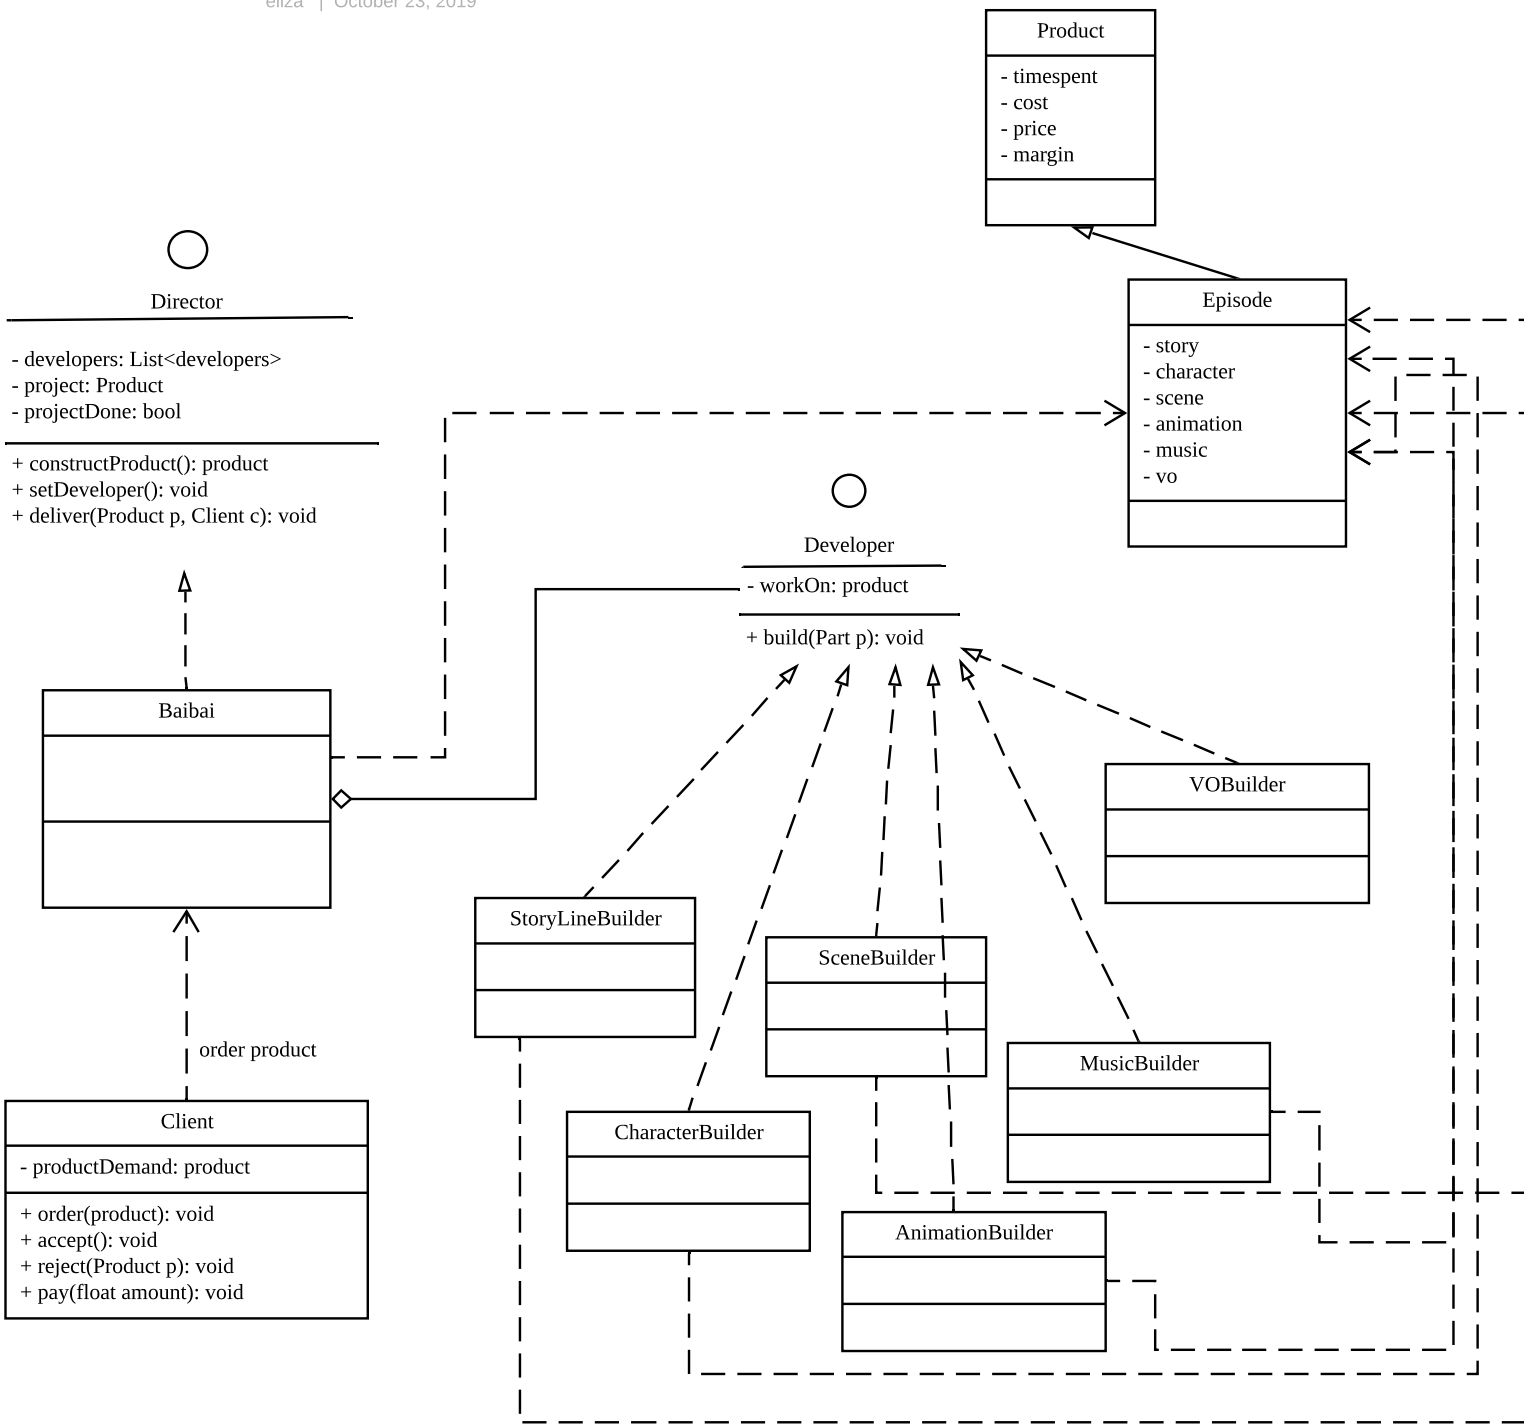 eliza | October 23, 2019
Product
- timespent
- cost
- price
- margin
Director
- developers: List<developers>
- project: Product
- projectDone: bool
+ constructProduct(): product
+ setDeveloper(): void
+ deliver(Product p, Client c): void
Episode
- story
- character
- scene
- animation
- music
- vo
Developer
- workOn: product
+ build(Part p): void
Baibai
VOBuilder
StoryLineBuilder
SceneBuilder
order product
MusicBuilder
Client
- productDemand: product
+ order(product): void
+ accept(): void
+ reject(Product p): void
+ pay(float amount): void
CharacterBuilder
AnimationBuilder